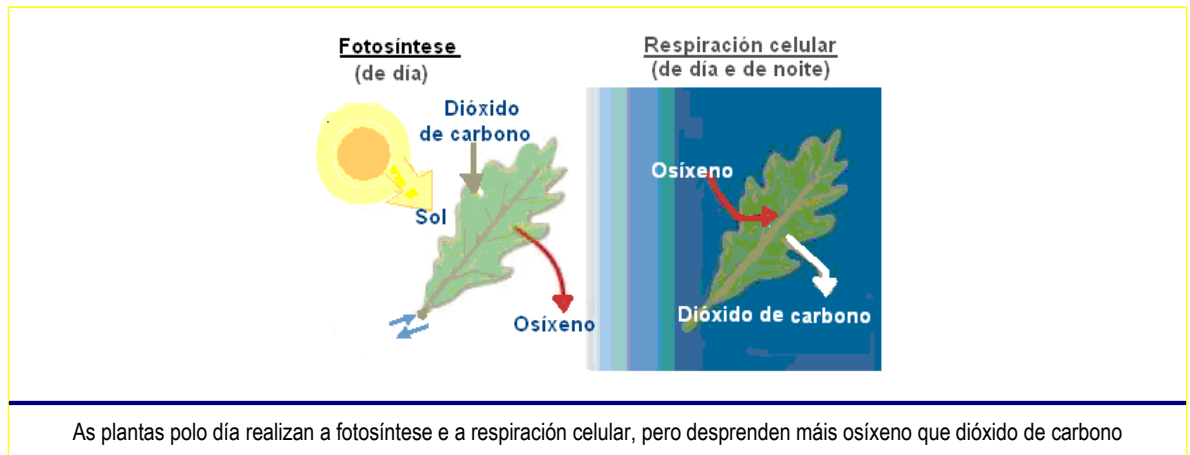 Fotosíntese
(de día)
Dióxido
de carbono
Sol
Osíxeno
Respiración celular
(de día e de noite)
Osíxeno
Dióxido de carbono
As plantas polo día realizan a fotosíntese e a respiración celular, pero desprenden máis osíxeno que dióxido de carbono